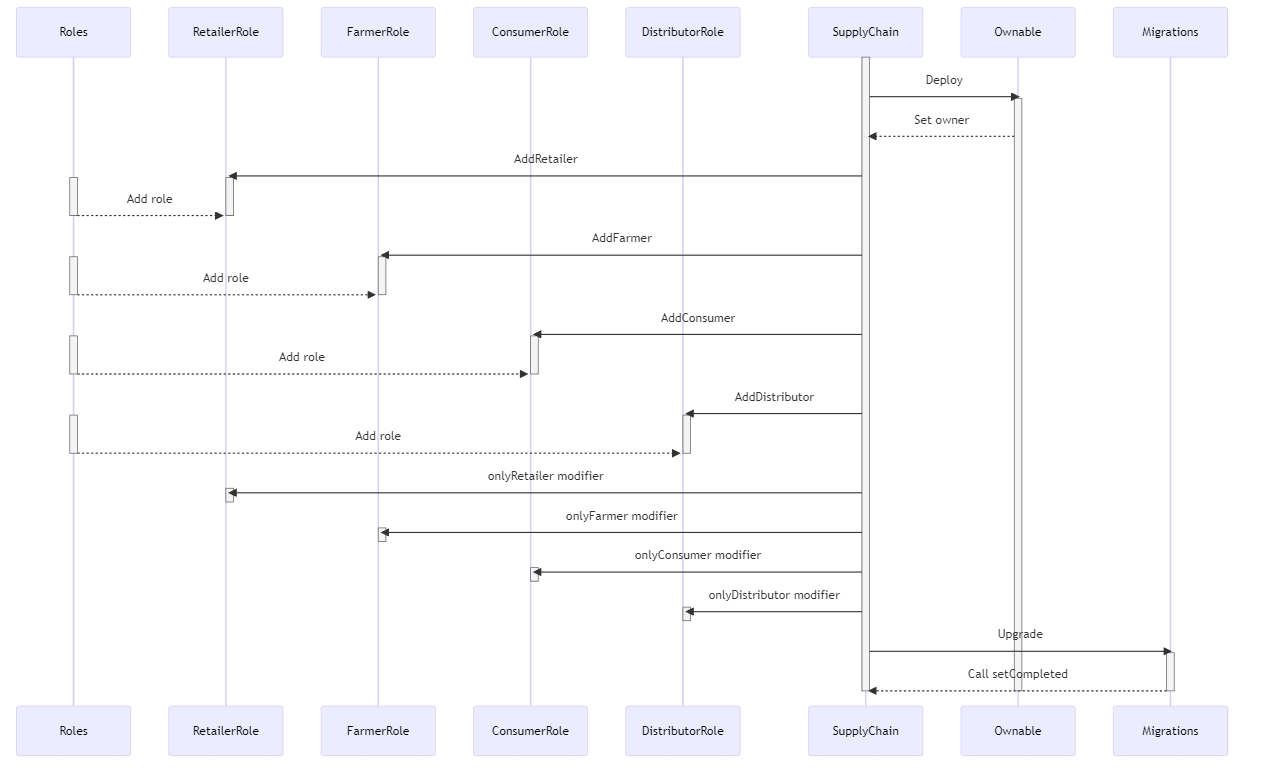 Roles RetailerRole FarmerRole ConsumerRole DistributorRole SupplyChain Ownable Migrations
Deploy
Set owner
AddRetailer
Add role
AddFarmer
Add role
AddConsumer
Add role
AddDistributor
Add role
onlyRetailer modifier
onlyFarmer modifier
onlyConsumer modifier
onlyDistributor modifier
Upgrade
Call setCompleted
Roles RetailerRole FarmerRole ConsumerRole DistributorRole SupplyChain Ownable Migrations